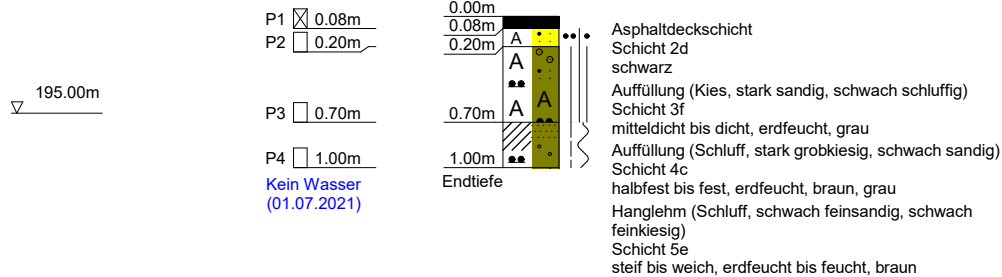 195.00m
P1 0.08m
P2 0.20m
P3 0.70m
P4 1.00m
Kein Wasser
(01.07.2021)
0.00m
0.08m
0.20m
0.70m
1.00m
Endtiefe
A
A
A
A
Asphaltdeckschicht
Schicht 2d
schwarz
Auffüllung (Kies, stark sandig, schwach schluffig)
Schicht 3f
mitteldicht bis dicht, erdfeucht, grau
Auffüllung (Schluff, stark grobkiesig, schwach sandig)
Schicht 4c
halbfest bis fest, erdfeucht, braun, grau
Hanglehm (Schluff, schwach feinsandig, schwach
feinkiesig)
Schicht 5e
steif bis weich, erdfeucht bis feucht, braun